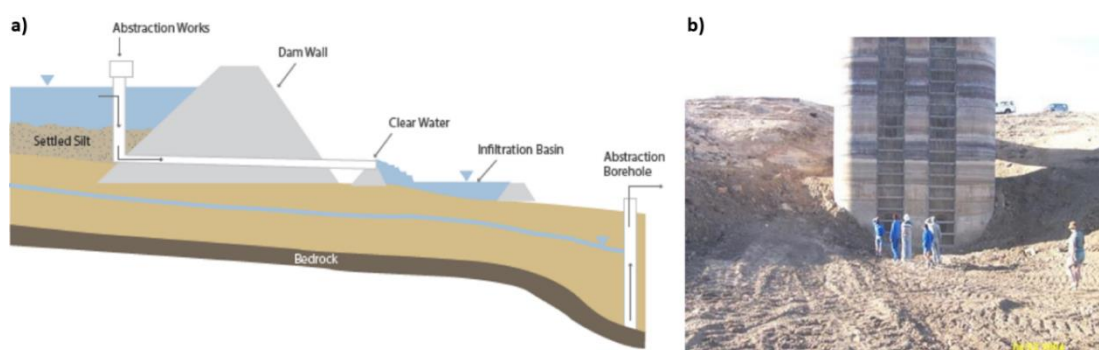 a)
Abstraction Works
Dam Wall
Settled Silt
Clear Water
Infiltration Basin
Abstraction
Borehole
Bedrock
b)